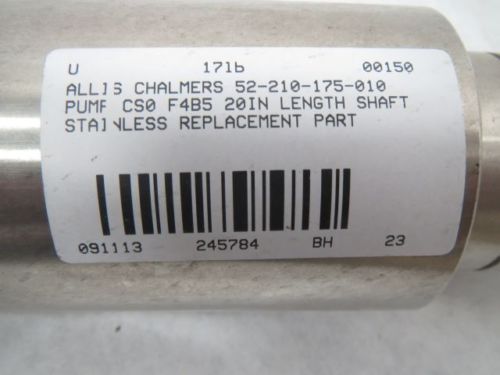 U 17lb 00150
ALLIS CHALMERS 52-210-175-010
PUMP CS0 F4B5 20IN LENGTH SHAFT
STAINLESS REPLACEMENT PART
091113 245784 BH 23